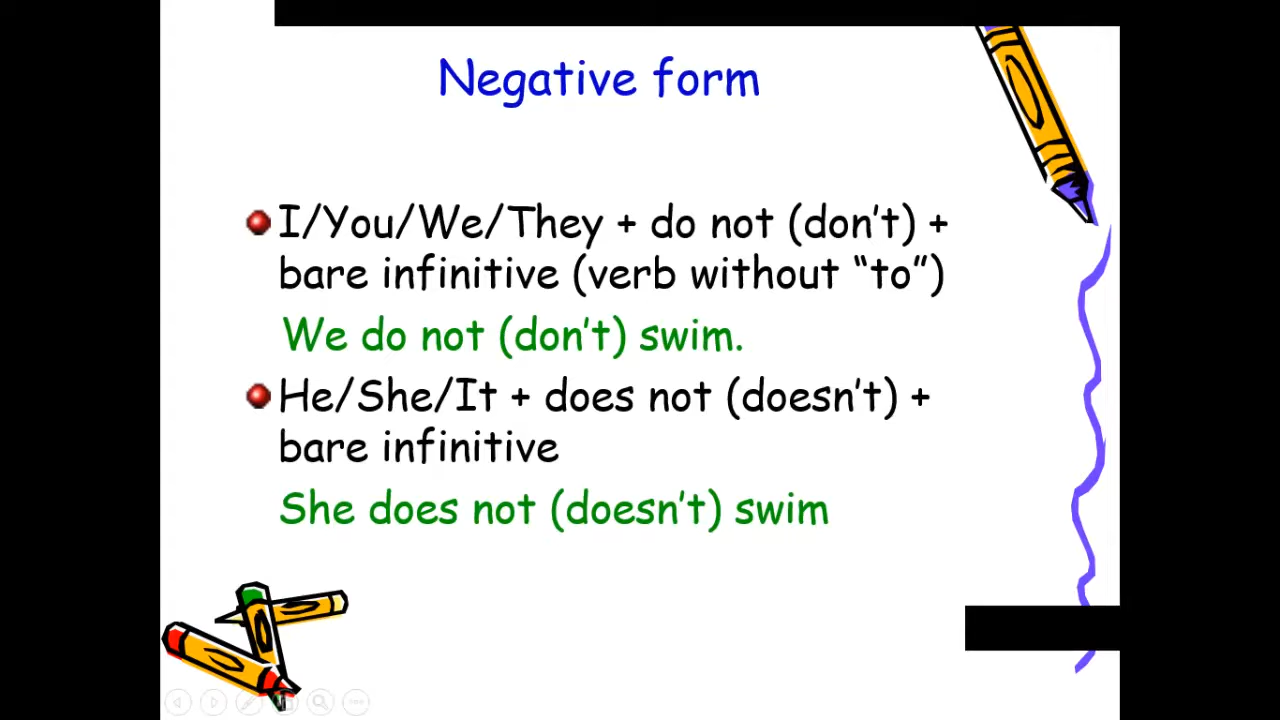 Negative form
I/You/We/They + do not (don’t) +
bare infinitive (verb without “to”)
We do not (don’t) swim.
He/She/It + does not (doesn’t) +
bare infinitive
She does not (doesn’t) swim